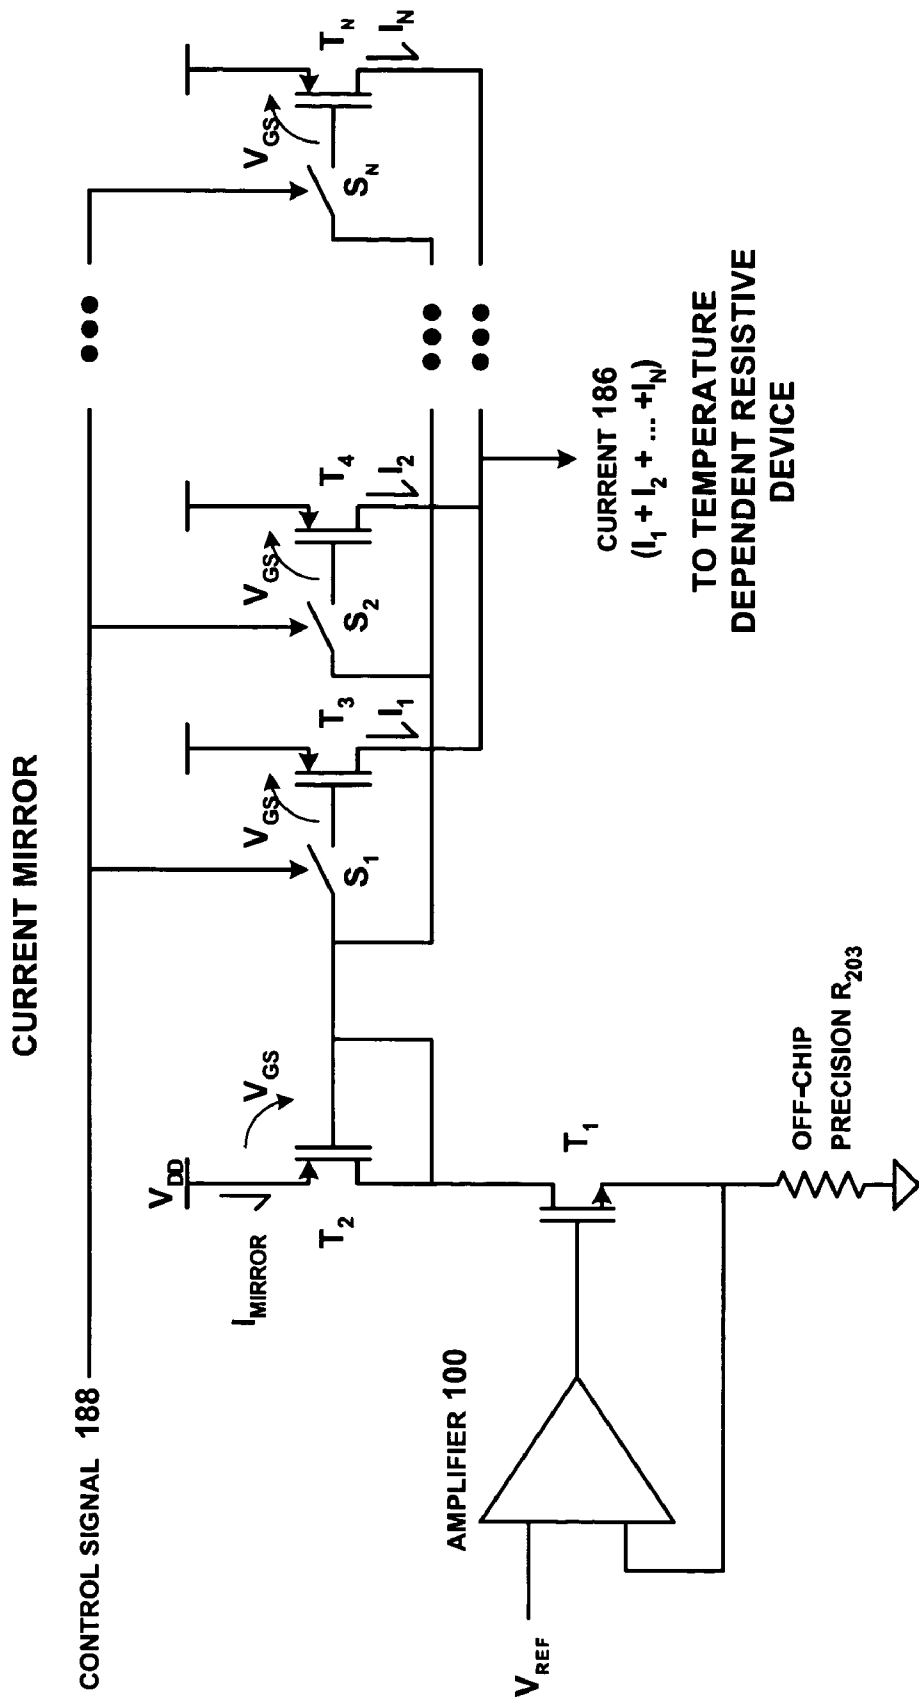 CURRENT MIRROR
CONTROL SIGNAL 188
V_DD
I_MIRROR
V_GS
T_2
V_GS
S_1
T_3
I_1
V_GS
S_2
T_4
I_2
V_GS
S_N
T_N
I_N
AMPLIFIER 100
V_REF
T_1
OFF-CHIP
PRECISION R_203
CURRENT 186
(I_1 + I_2 + ... +I_N)
TO TEMPERATURE
DEPENDENT RESISTIVE
DEVICE